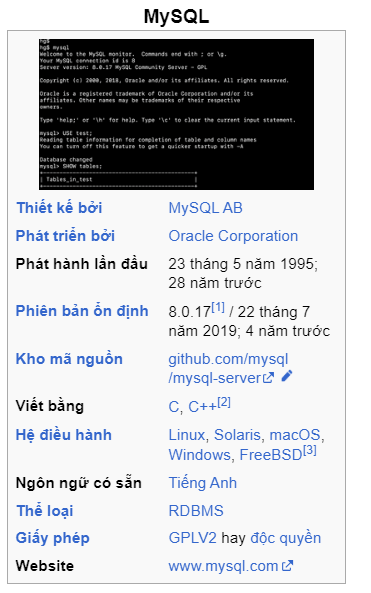 MySQL
hg$
hg$ mysql
Welcome to the MySQL monitor.  Commands end with ; or \g.
Your MySQL connection id is 8
Server version: 8.0.17 MySQL Community Server - GPL
Copyright (c) 2000, 2018, Oracle and/or its affiliates. All rights reserved.
Oracle is a registered trademark of Oracle Corporation and/or its
affiliates. Other names may be trademarks of their respective
owners.
Type 'help;' or '\h' for help. Type '\c' to clear the current input statement.
mysql> USE test;
Reading table information for completion of table and column names
You can turn off this feature to get a quicker startup with -A
Database changed
mysql> SHOW tables;
| Tables_in_test |
Thiết kế bởi MySQL AB
Phát triển bởi Oracle Corporation
Phát hành lần đầu 23 tháng 5 năm 1995;
28 năm trước
Phiên bản ổn định 8.0.17[1] / 22 tháng 7
năm 2019; 4 năm trước
Kho mã nguồn github.com/mysql
/mysql-server
Viết bằng C, C++[2]
Hệ điều hành Linux, Solaris, macOS,
Windows, FreeBSD[3]
Ngôn ngữ có sẵn Tiếng Anh
Thể loại RDBMS
Giấy phép GPLV2 hay độc quyền
Website www.mysql.com